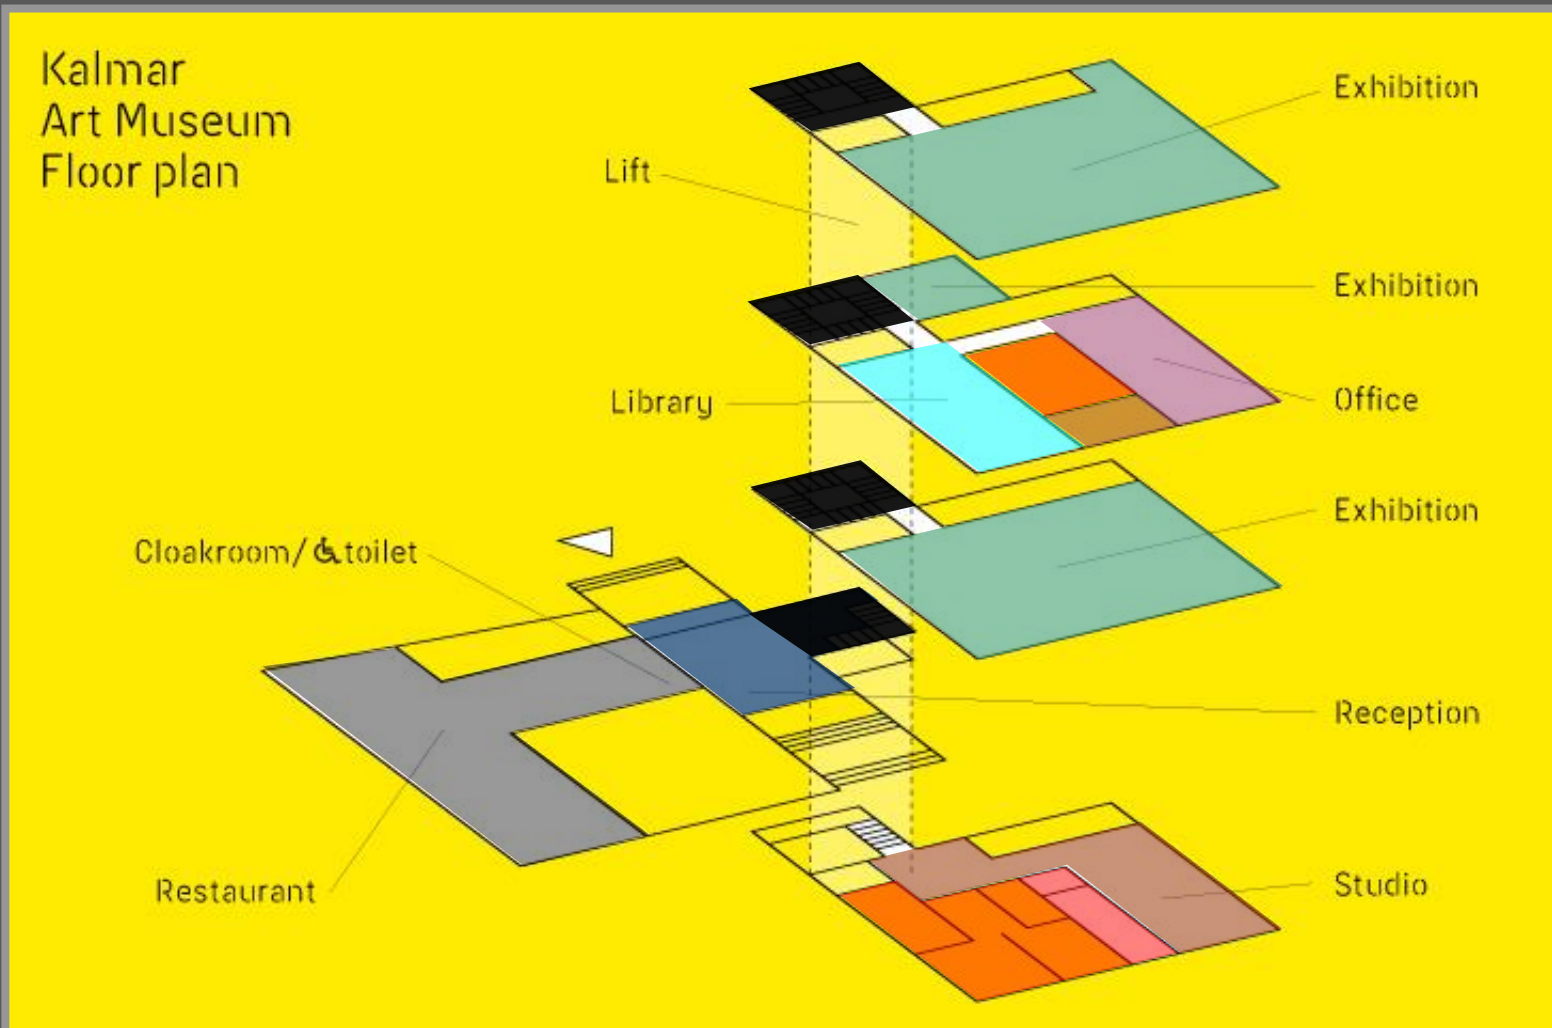 Kalmar
Art Museum
Floor plan
Exhibition
Lift
Exhibition
Library
Office
Exhibition
Cloakroom/♿toilet
Reception
Restaurant
Studio